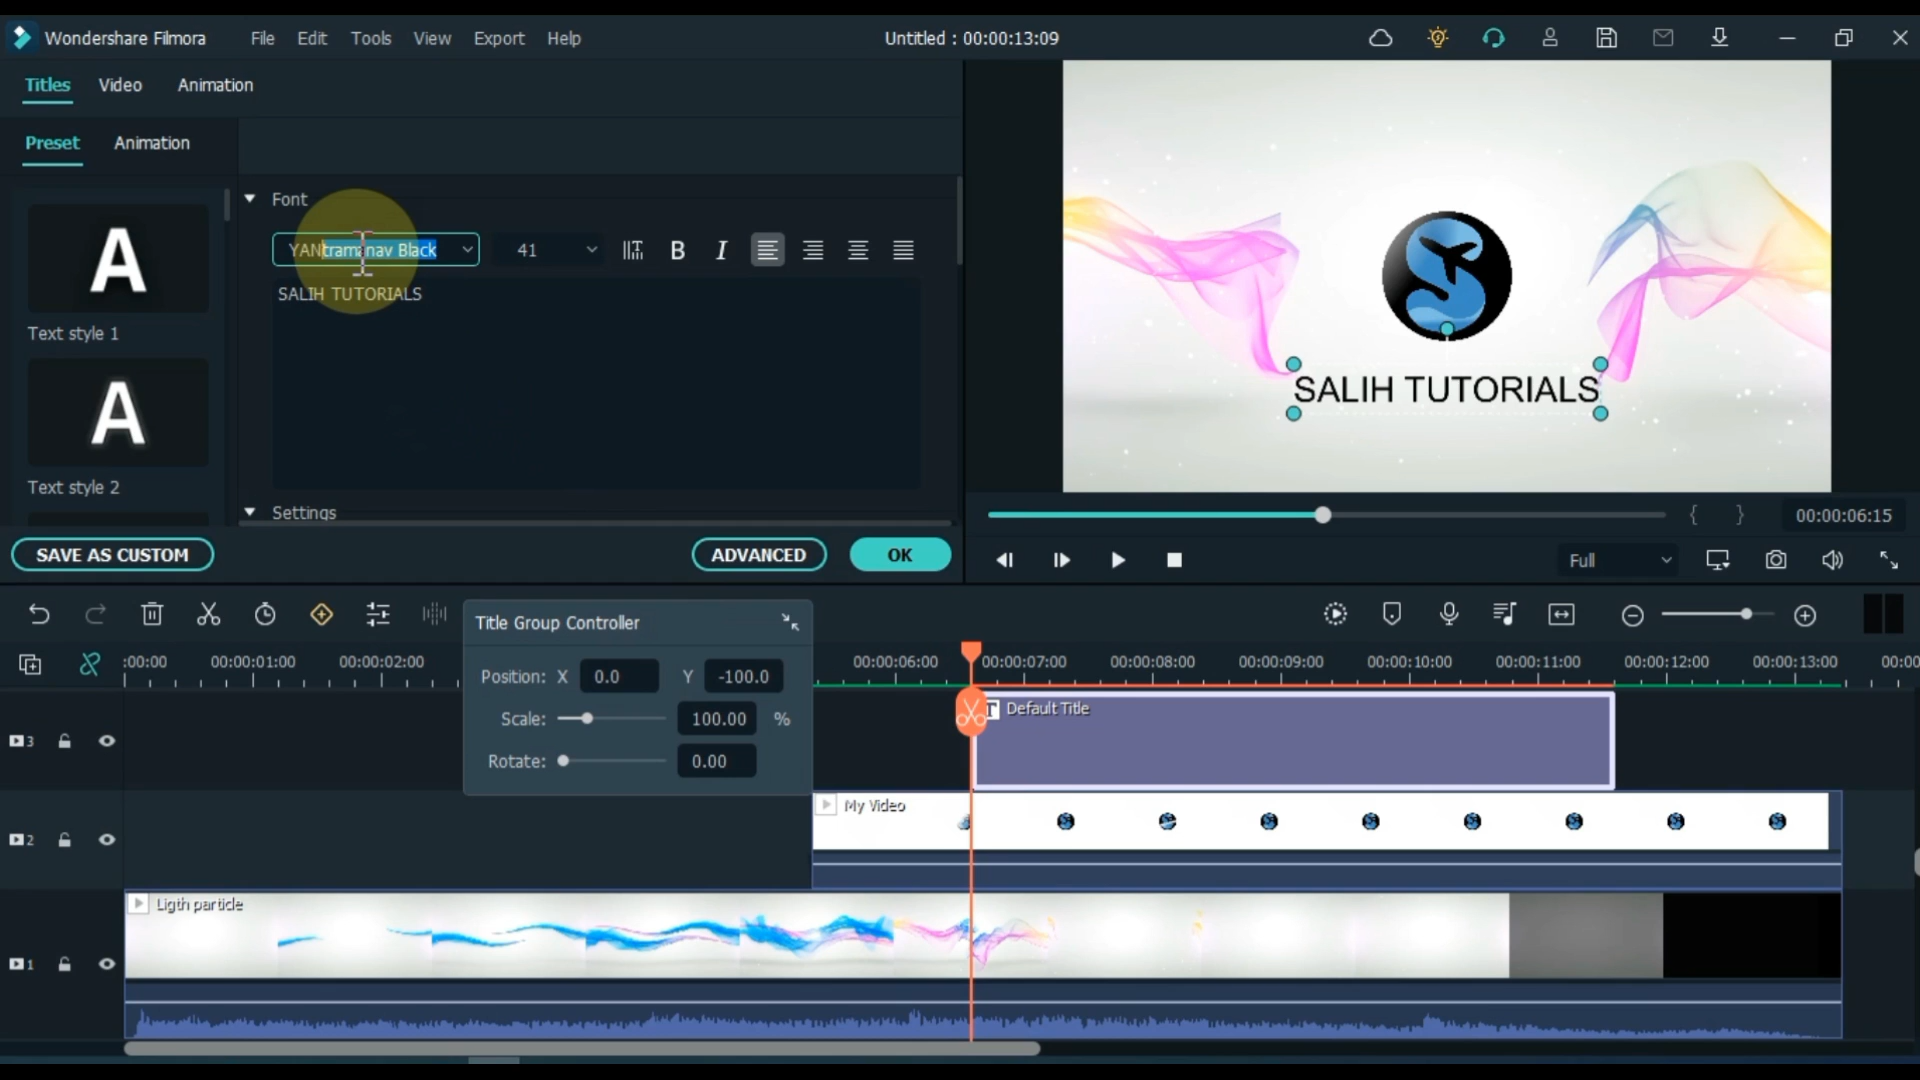 Wondershare Filmora File Edit Tools View Export Help Untitled : 00:00:13:09
Titles Video Animation
Preset Animation
Font
YANtramanav Black 41 B I
SALIH TUTORIALS
A
Text style 1
A
Text style 2
Settings
SAVE AS CUSTOM ADVANCED OK
S
SALIH TUTORIALS
{ } 00:00:06:15
Full
Title Group Controller
Position: X 0.0 Y -100.0
Scale: 100.00 %
Rotate: 0.00
:00:00 00:00:01:00 00:00:02:00 00:00:06:00 00:00:07:00 00:00:08:00 00:00:09:00 00:00:10:00 00:00:11:00 00:00:12:00 00:00:13:00 00:00
3 T Default Title
2 My Video
1 Ligth particle